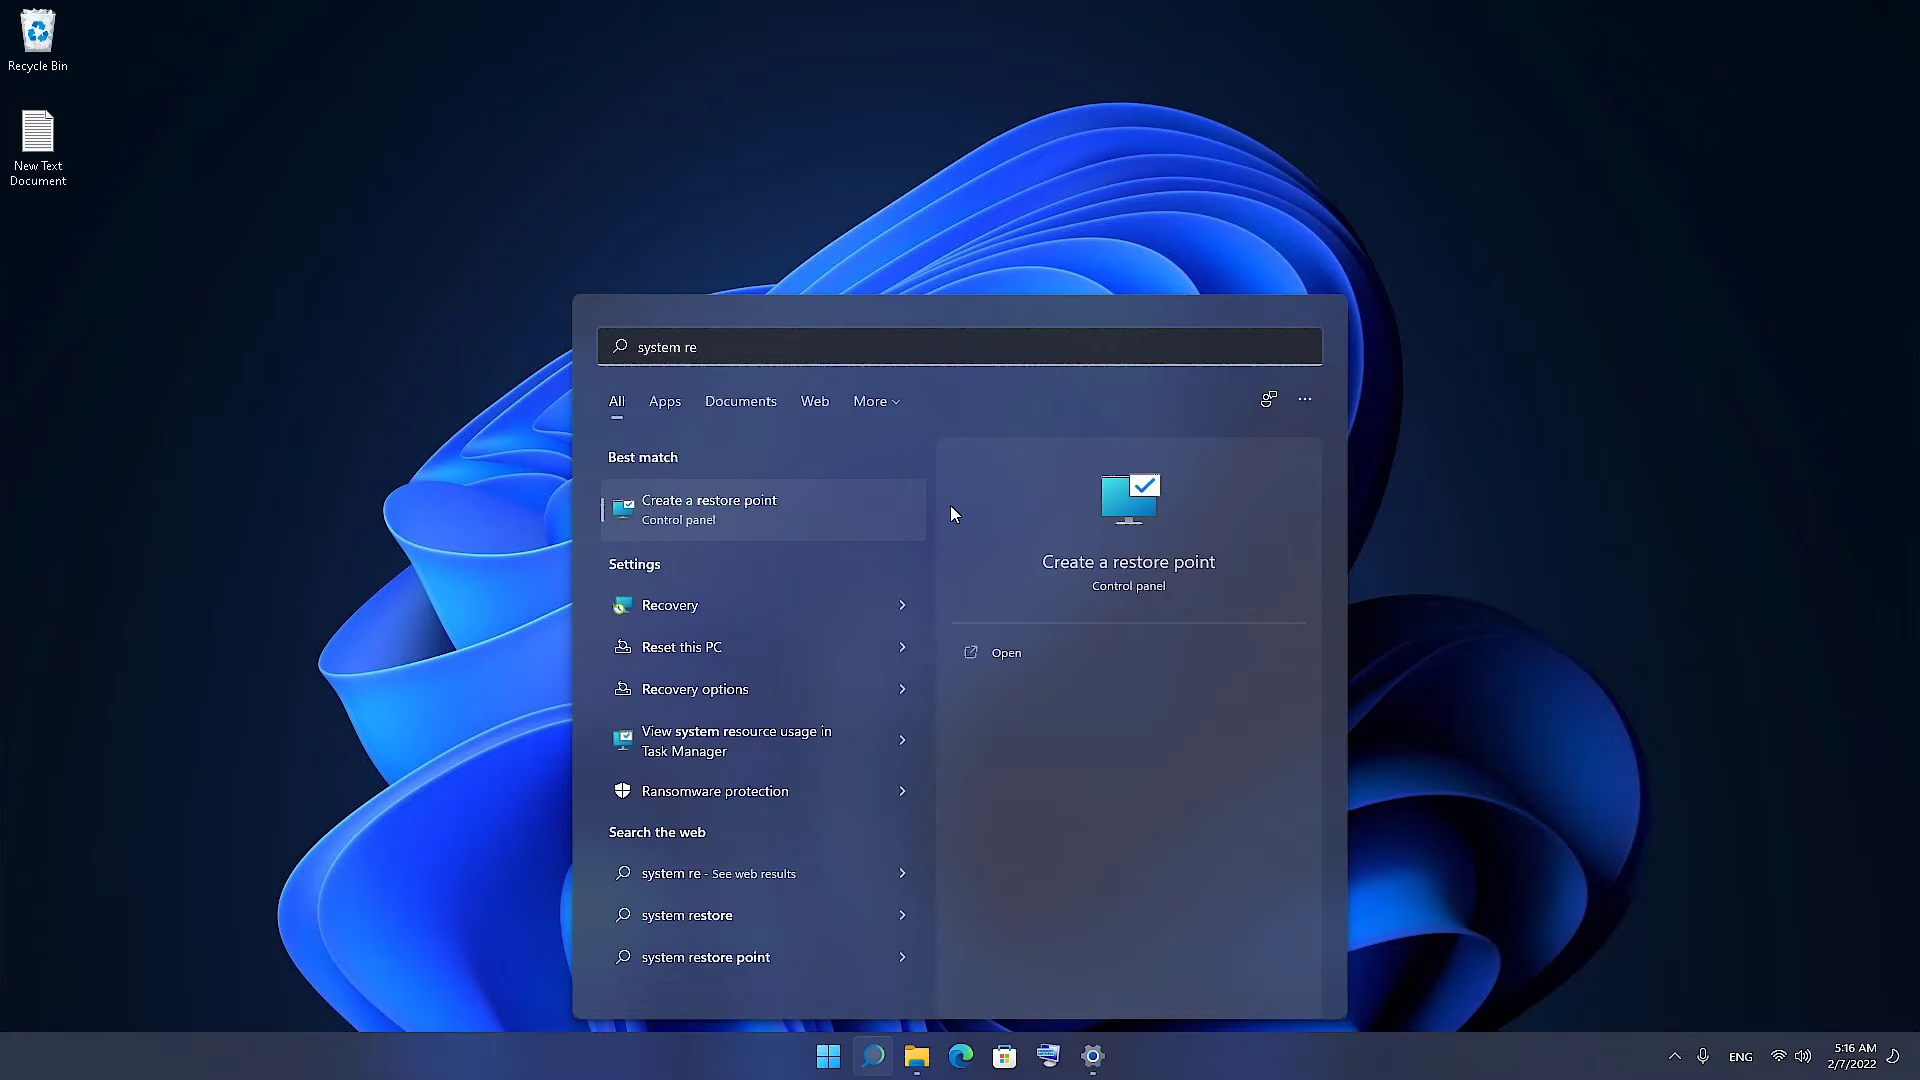 Recycle Bin
New Text
Document
system re
All
Apps
Documents
Web
More
Best match
Create a restore point
Control panel
Settings
Recovery
Reset this PC
Recovery options
View system resource usage in
Task Manager
Ransomware protection
Search the web
system re - See web results
system restore
system restore point
Create a restore point
Control panel
Open
ENG
5:16 AM
2/7/2022